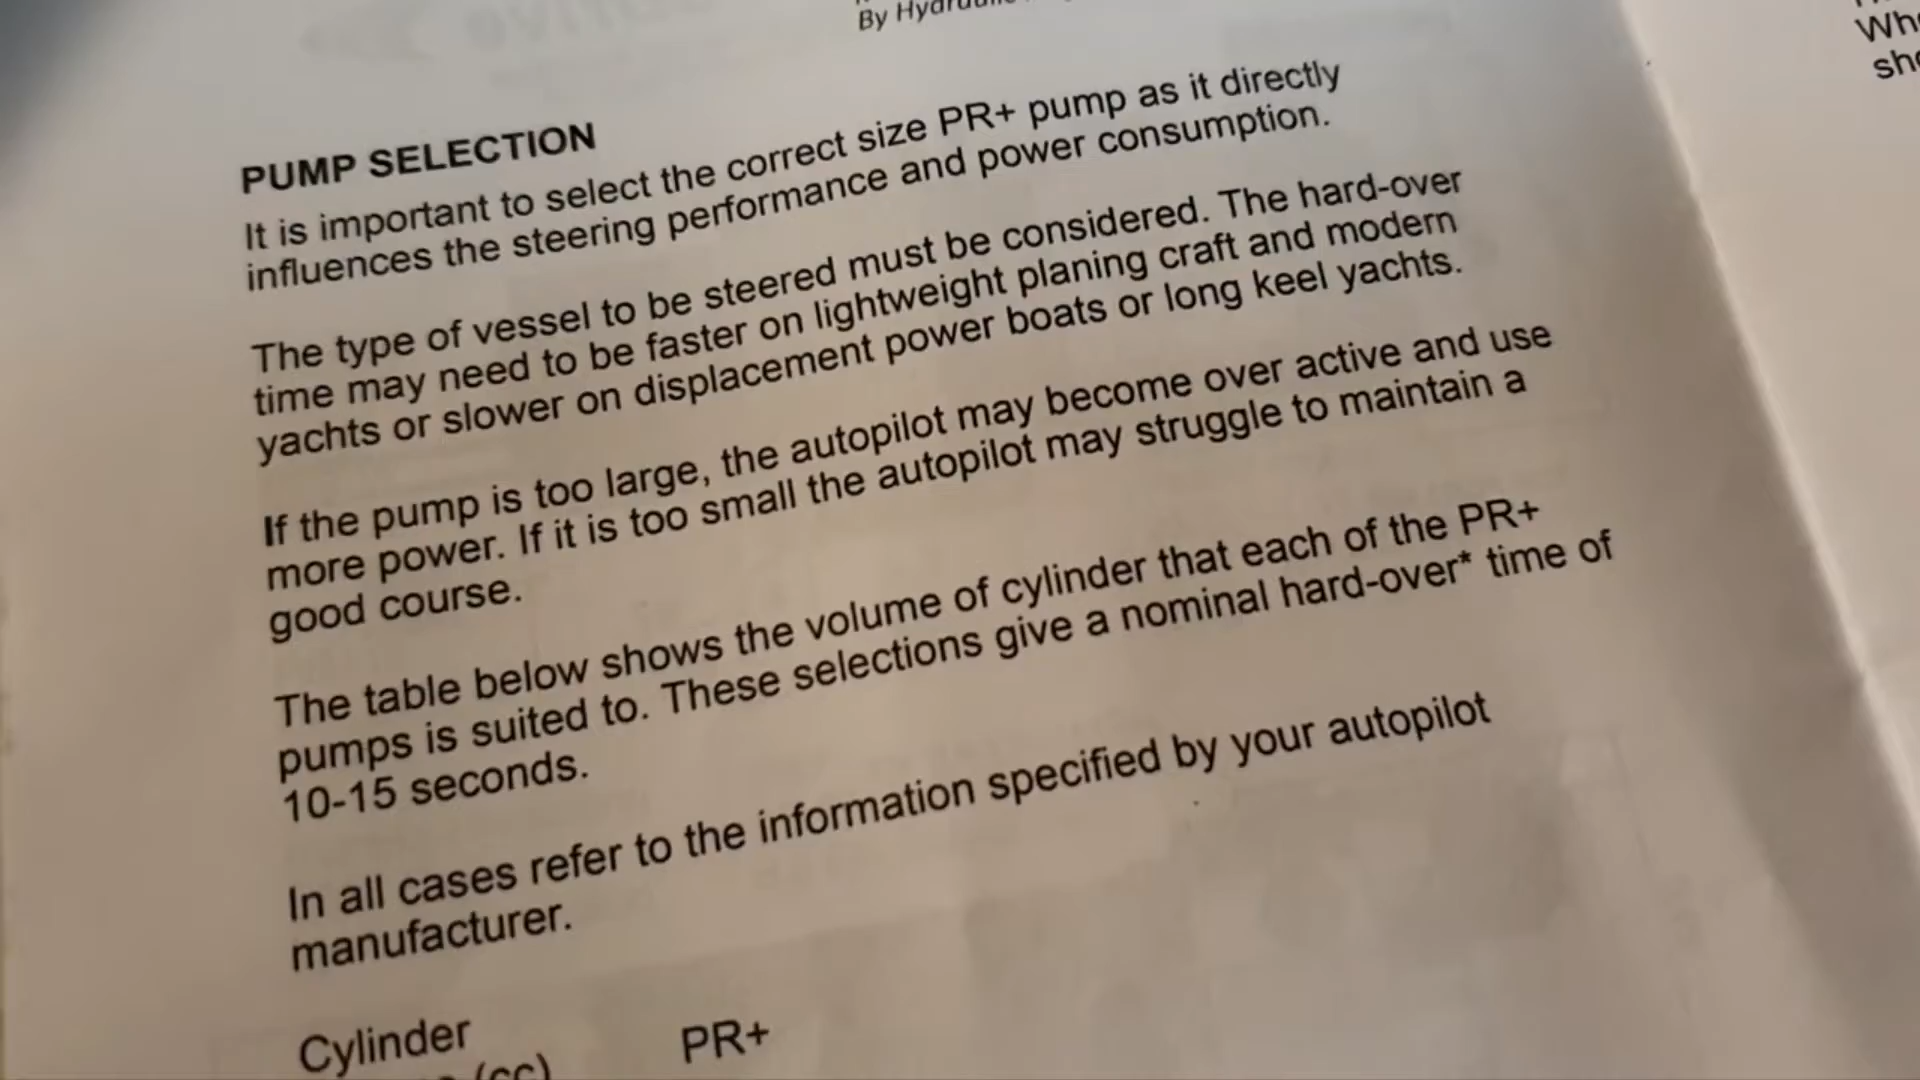 By
PUMP SELECTION
It is important to select the correct size PR+ pump as it directly
influences the steering performance and power consumption.
The type of vessel to be steered must be considered. The hard-over
time may need to be faster on lightweight planing craft and modern
yachts or slower on displacement power boats or long keel yachts.
If the pump is too large, the autopilot may become over active and use
more power. If it is too small the autopilot may struggle to maintain a
good course.
The table below shows the volume of cylinder that each of the PR+
pumps is suited to. These selections give a nominal hard-over* time of
10-15 seconds.
In all cases refer to the information specified by your autopilot
manufacturer.
Cylinder PR+
(cc)